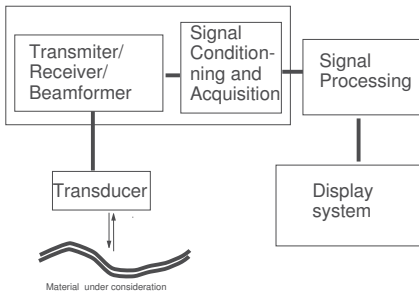 Transmiter/
Receiver/
Beamformer
Signal
Condition-
ning and
Acquisition
Signal
Processing
Transducer
Display
system
Material under consideration